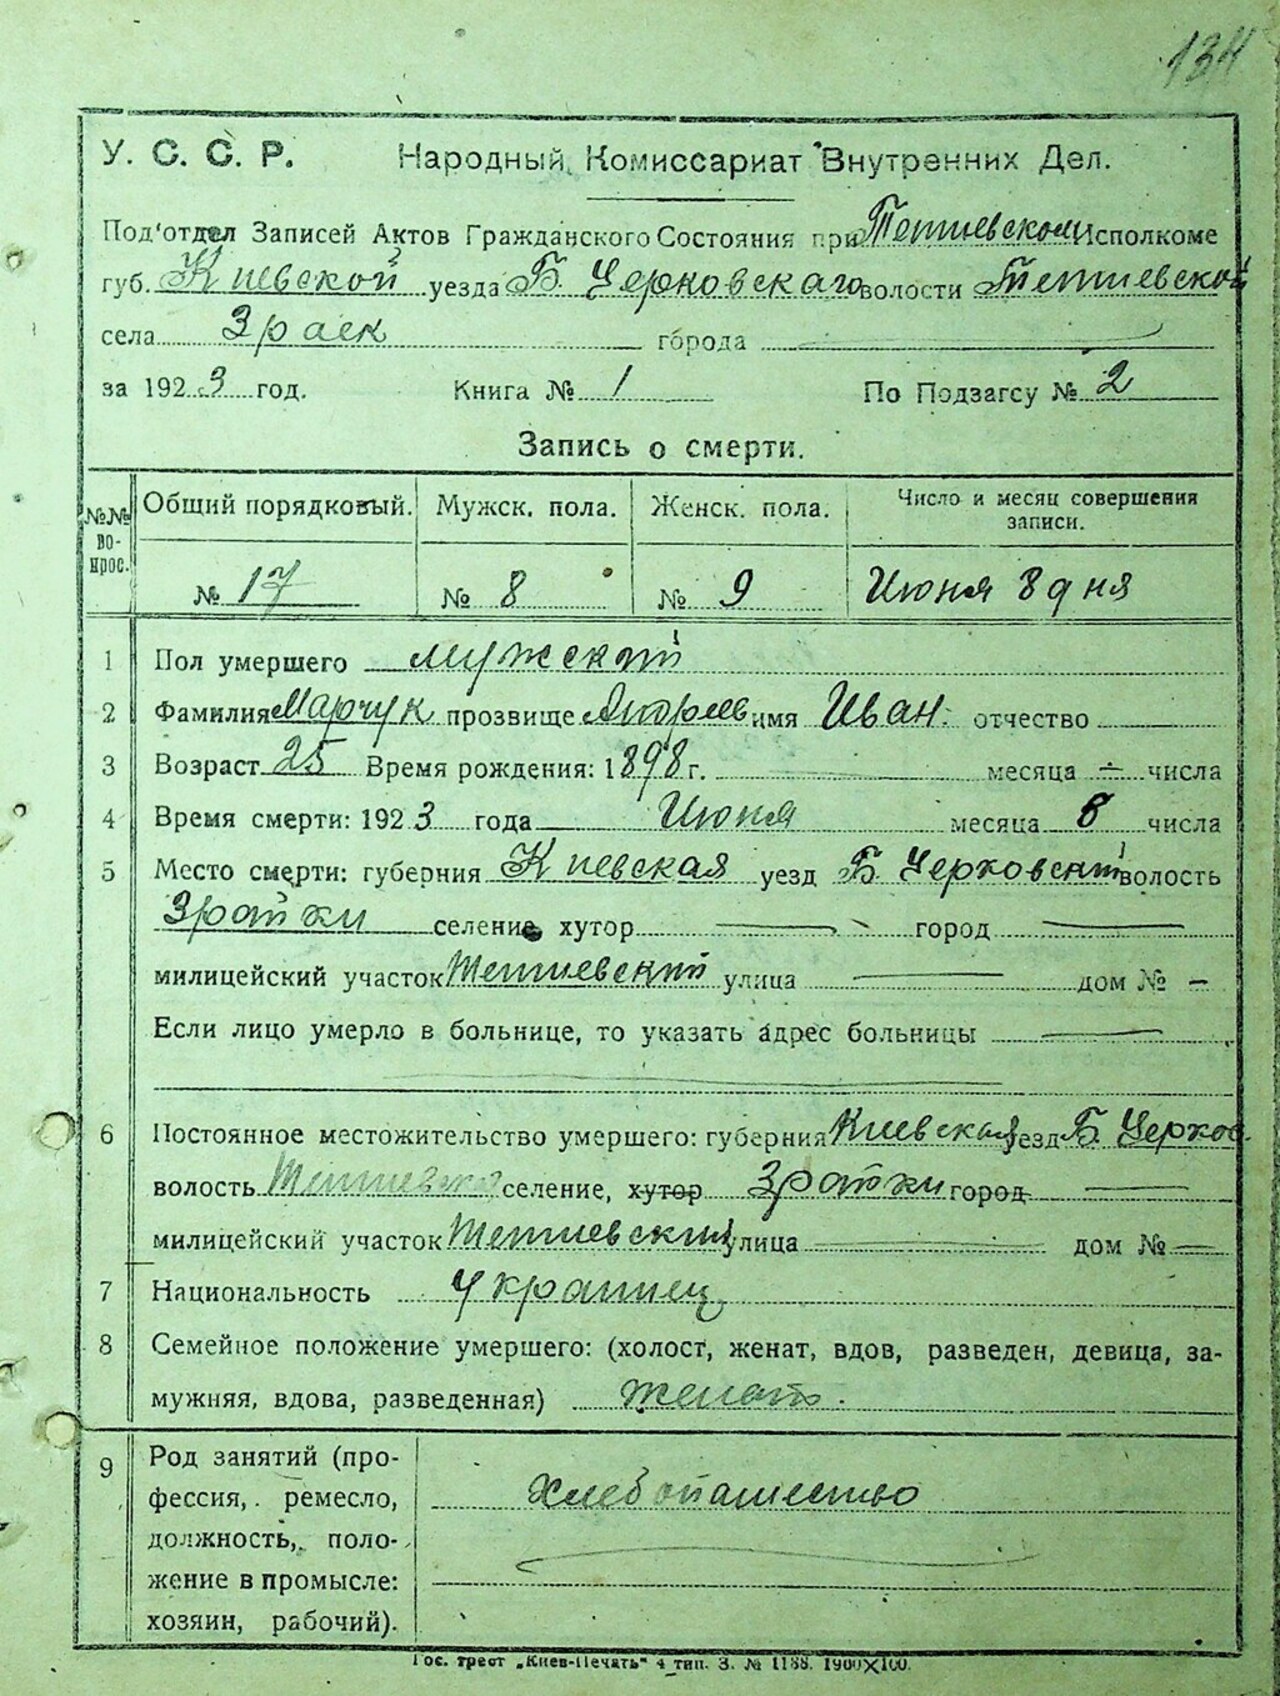 134
У. С. С. Р. Народный Комиссариат Внутренних Дел.
Под'отдел Записей Актов Гражданского Состояния при Тетиевском Исполкоме
губ. Киевской уезда Б. Церковскаго волости Тетиевской
села Зраек города
за 1923 год. Книга № 1 По Подзагсу № 2
Запись о смерти.
№№ вопрос. Общий порядковый. Мужск. пола. Женск. пола. Число и месяц совершения записи.
№ 17 № 8 № 9 Июня 8 дня
1 Пол умершего мужский
2 Фамилия Марчук прозвище имя Иван. отчество
3 Возраст 25 Время рождения: 1898 г. месяца ÷ числа
4 Время смерти: 1923 года Июня месяца 8 числа
5 Место смерти: губерния Киевская уезд Б. Церковский волость
Зрайки селение хутор город
милицейский участок Тетиевский улица дом № –
Если лицо умерло в больнице, то указать адрес больницы
6 Постоянное местожительство умершего: губерния Киевская уезд Б. Церков.
волость селение, хутор Зрайки город
милицейский участок Тетиевский улица дом № —
7 Национальность Украинец
8 Семейное положение умершего: (холост, женат, вдов, разведен, девица, за-
мужняя, вдова, разведенная) женатъ.
9 Род занятий (про-
фессия, ремесло, Хлебопашество
должность, поло-
жение в промысле:
хозяин, рабочий).
Гос. трест „Киев-Печать" 4 тип. З. № 1188. 1900×100.